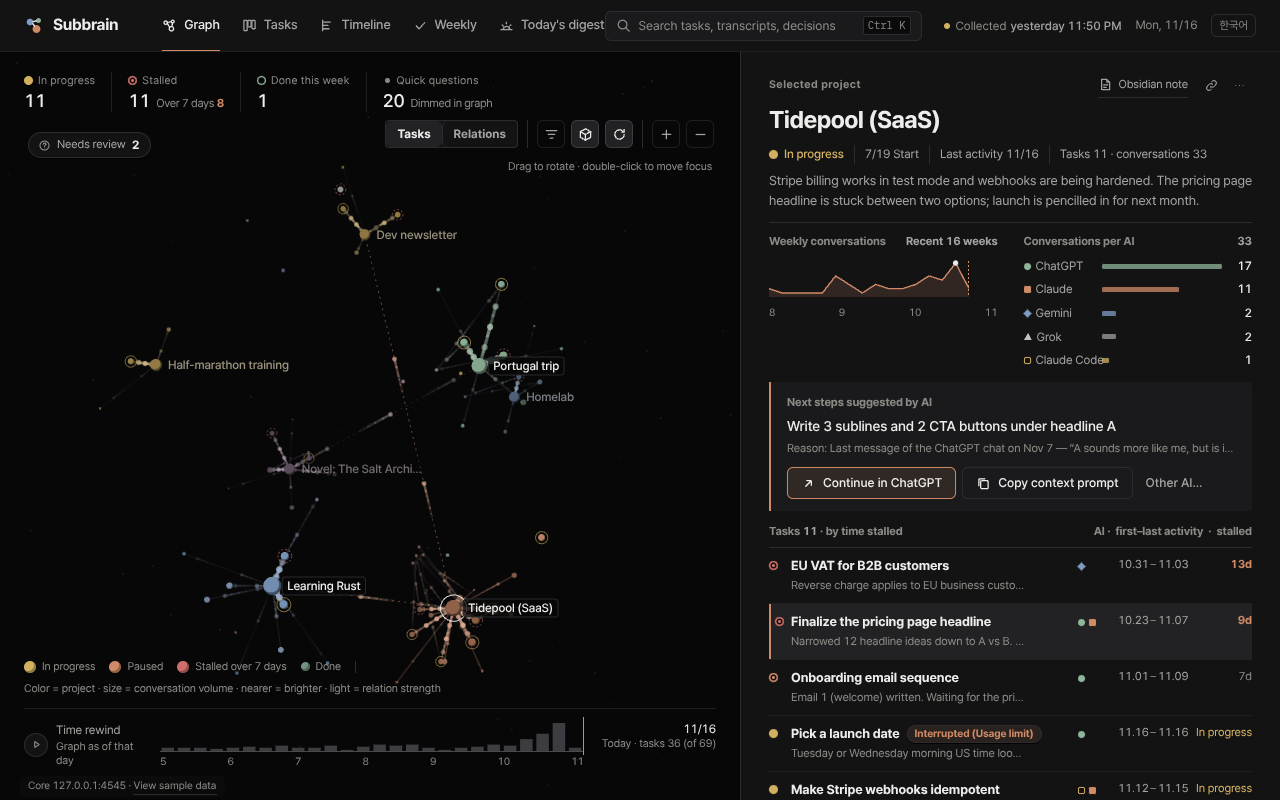 Subbrain
Graph
Tasks
Timeline
Weekly
Today's digest
Search tasks, transcripts, decisions
Ctrl K
Collected yesterday 11:50 PM
Mon, 11/16
한국어
In progress
11
Stalled
11 Over 7 days 8
Done this week
1
Quick questions
20 Dimmed in graph
Needs review 2
Tasks
Relations
Drag to rotate · double-click to move focus
Dev newsletter
Half-marathon training
Portugal trip
Homelab
Novel: The Salt Archi...
Learning Rust
Tidepool (SaaS)
In progress
Paused
Stalled over 7 days
Done
Color = project · size = conversation volume · nearer = brighter · light = relation strength
Time rewind
Graph as of that
day
5 6 7 8 9 10 11
11/16
Today · tasks 36 (of 69)
Core 127.0.0.1:4545 · View sample data
Selected project
Obsidian note
Tidepool (SaaS)
In progress
7/19 Start
Last activity 11/16
Tasks 11 · conversations 33
Stripe billing works in test mode and webhooks are being hardened. The pricing page
headline is stuck between two options; launch is pencilled in for next month.
Weekly conversations
Recent 16 weeks
8 9 10 11
Conversations per AI
33
ChatGPT 17
Claude 11
Gemini 2
Grok 2
Claude Code 1
Next steps suggested by AI
Write 3 sublines and 2 CTA buttons under headline A
Reason: Last message of the ChatGPT chat on Nov 7 — “A sounds more like me, but is i...
Continue in ChatGPT
Copy context prompt
Other AI...
Tasks 11 · by time stalled
AI · first–last activity · stalled
EU VAT for B2B customers
10.31 – 11.03
13d
Reverse charge applies to EU business custo...
Finalize the pricing page headline
10.23 – 11.07
9d
Narrowed 12 headline ideas down to A vs B. ...
Onboarding email sequence
11.01 – 11.09
7d
Email 1 (welcome) written. Waiting for the pri...
Pick a launch date
Interrupted (Usage limit)
11.16 – 11.16
In progress
Tuesday or Wednesday morning US time loo...
Make Stripe webhooks idempotent
11.12 – 11.15
In progress